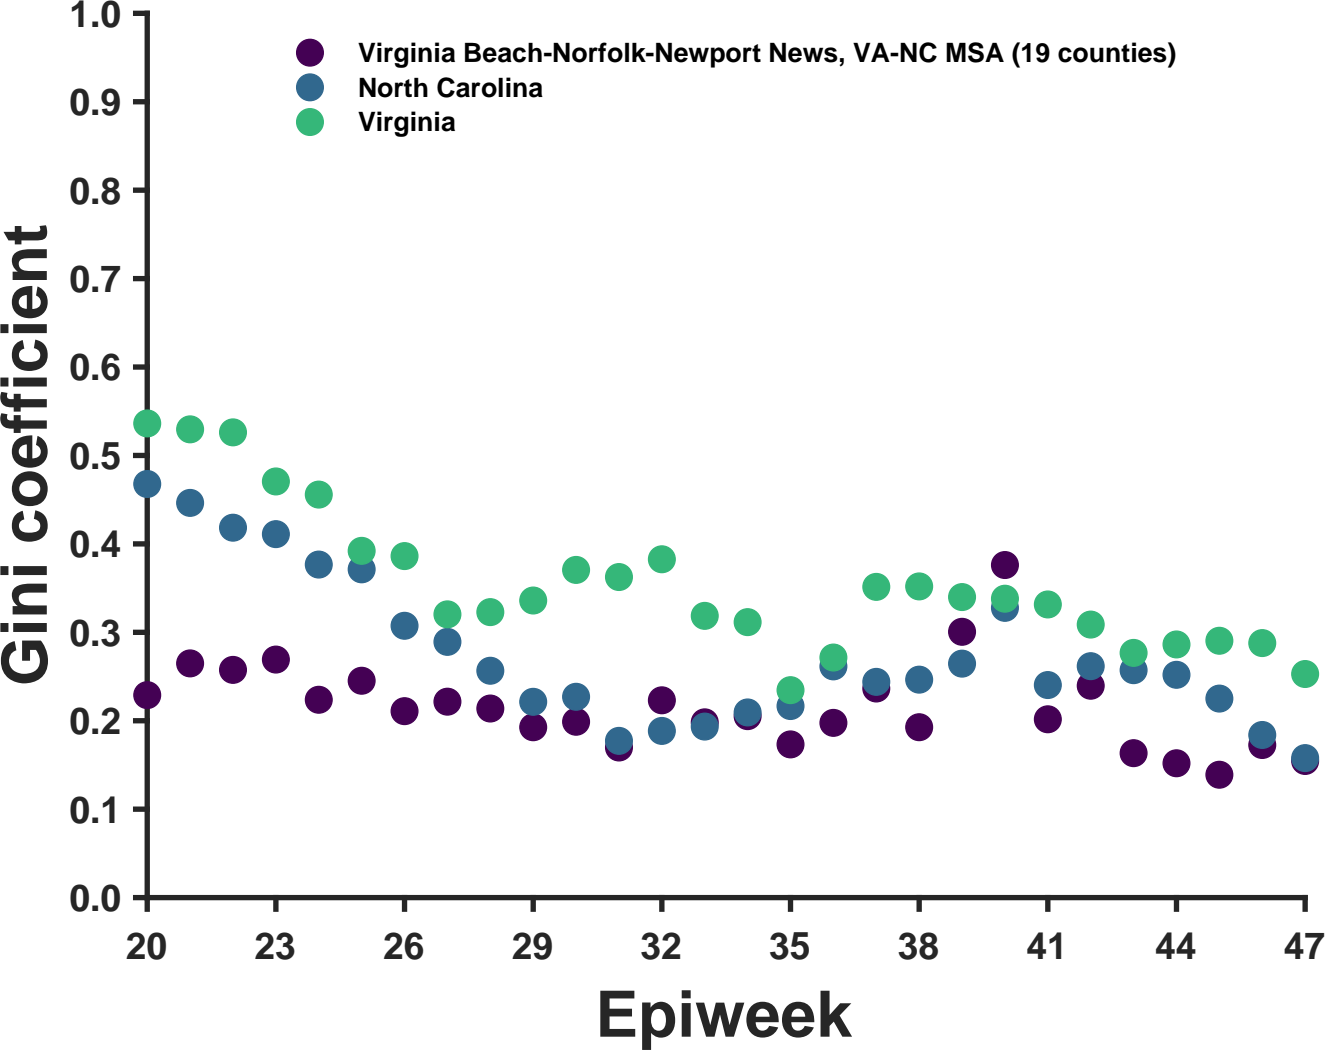 1.0
0.9
0.8
0.7
0.6
0.5
0.4
0.3
0.2
0.1
0.0
Gini coefficient
Virginia Beach-Norfolk-Newport News, VA-NC MSA (19 counties)
North Carolina
Virginia
20 23 26 29 32 35 38 41 44 47
Epiweek